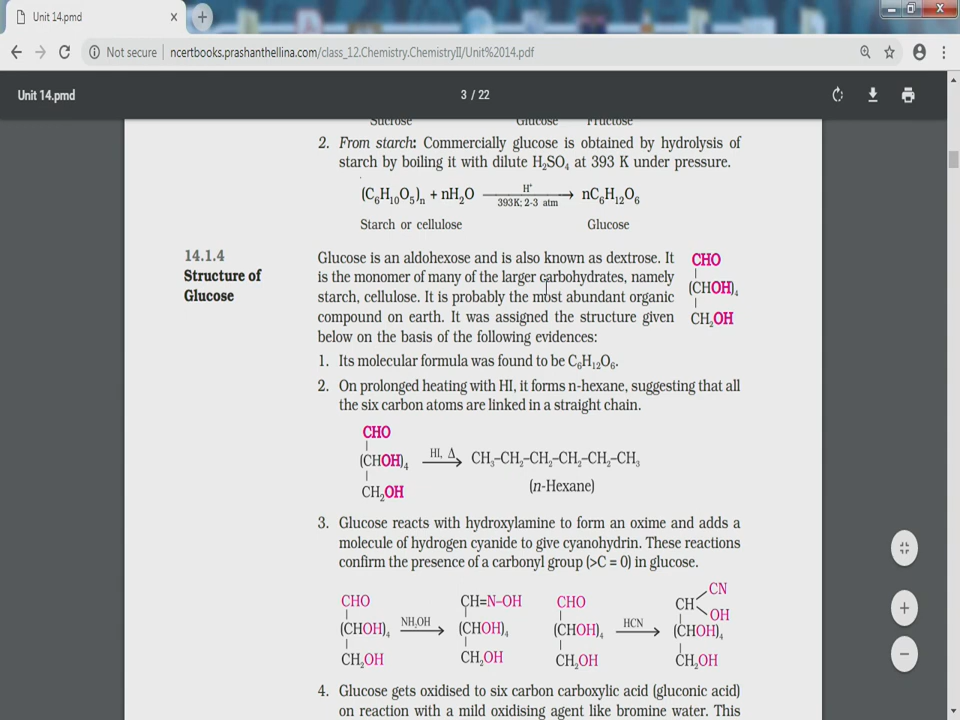 Unit 14.pmd
Not secure | ncertbooks.prashanthellina.com/class_12.Chemistry.ChemistryII/Unit%2014.pdf
Unit 14.pmd
3 / 22
Sucrose Glucose Fructose
2. From starch: Commercially glucose is obtained by hydrolysis of
starch by boiling it with dilute H₂SO₄ at 393 K under pressure.
(C₆H₁₀O₅)ₙ + nH₂O H⁺ 393K; 2-3 atm → nC₆H₁₂O₆
Starch or cellulose Glucose
14.1.4
Structure of
Glucose
Glucose is an aldohexose and is also known as dextrose. It
is the monomer of many of the larger carbohydrates, namely
starch, cellulose. It is probably the most abundant organic
compound on earth. It was assigned the structure given
below on the basis of the following evidences:
CHO
(CHOH)₄
CH₂OH
1. Its molecular formula was found to be C₆H₁₂O₆.
2. On prolonged heating with HI, it forms n-hexane, suggesting that all
the six carbon atoms are linked in a straight chain.
CHO
(CHOH)₄ HI, Δ → CH₃–CH₂–CH₂–CH₂–CH₂–CH₃
CH₂OH (n-Hexane)
3. Glucose reacts with hydroxylamine to form an oxime and adds a
molecule of hydrogen cyanide to give cyanohydrin. These reactions
confirm the presence of a carbonyl group (>C = 0) in glucose.
CHO CH=N–OH CHO CH CN OH
(CHOH)₄ NH₂OH → (CHOH)₄ (CHOH)₄ HCN → (CHOH)₄
CH₂OH CH₂OH CH₂OH CH₂OH
4. Glucose gets oxidised to six carbon carboxylic acid (gluconic acid)
on reaction with a mild oxidising agent like bromine water. This